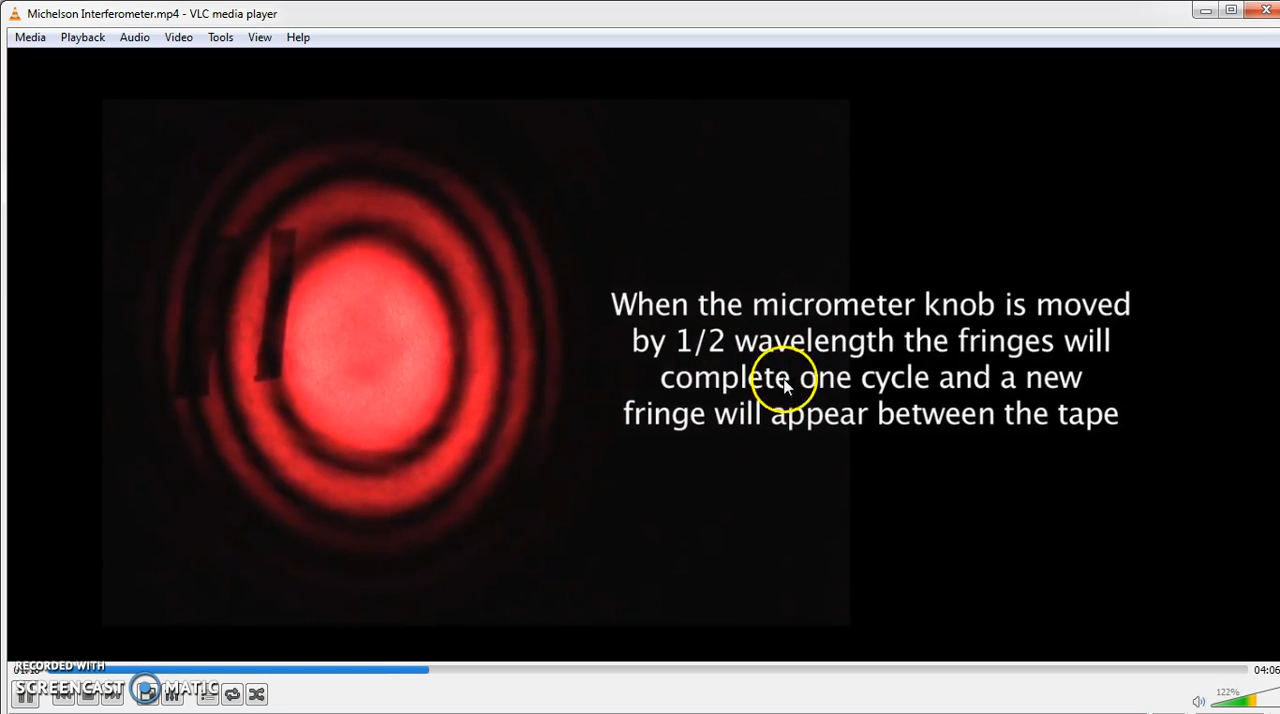 Michelson Interferometer.mp4 - VLC media player
Media Playback Audio Video Tools View Help
When the micrometer knob is moved
by 1/2 wavelength the fringes will
complete one cycle and a new
fringe will appear between the tape
RECORDED WITH
04:06
SCREENCAST MATIC
122%